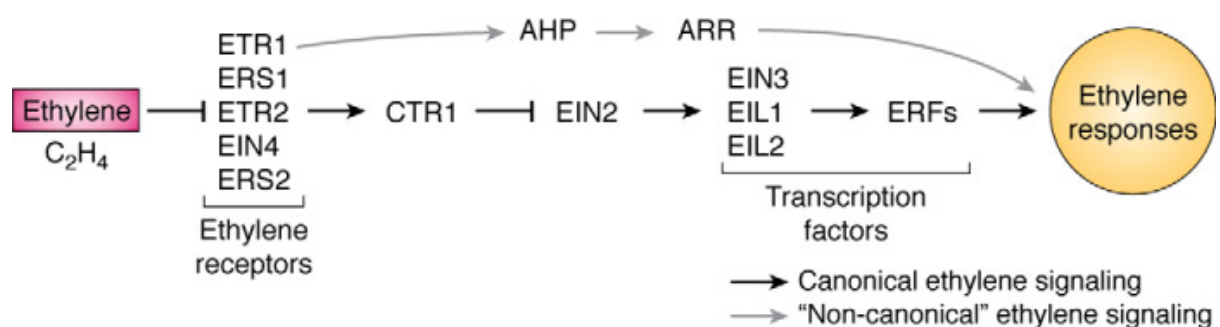 ETR1
AHP
ARR
ERS1
EIN3
Ethylene
ETR2
CTR1
EIN2
EIL1
ERFs
Ethylene
responses
C₂H₄
EIN4
EIL2
ERS2
Ethylene
receptors
Transcription
factors
Canonical ethylene signaling
“Non-canonical” ethylene signaling